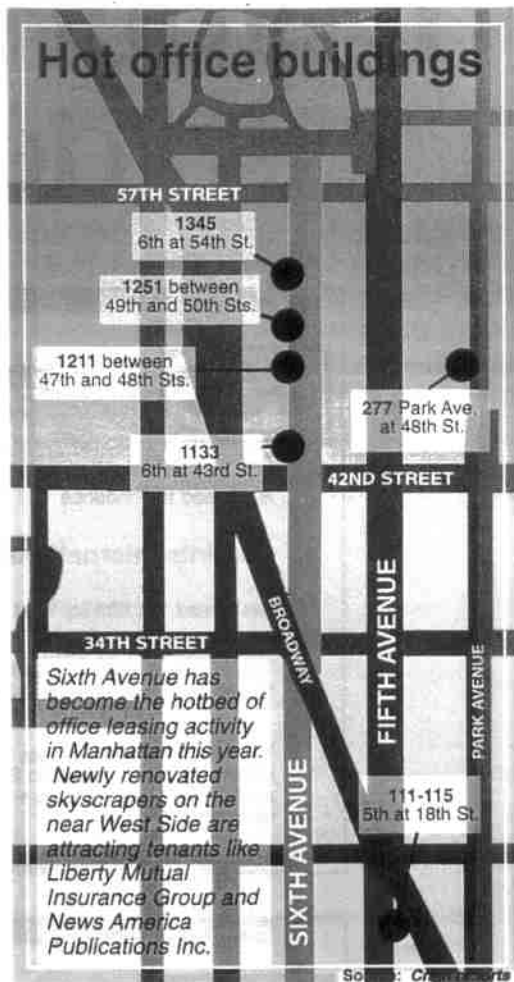 Hot office buildings
57TH STREET
1345
6th at 54th St.
1251 between
49th and 50th Sts.
1211 between
47th and 48th Sts.
277 Park Ave.
at 48th St.
1133
6th at 43rd St.
42ND STREET
BROADWAY
FIFTH AVENUE
34TH STREET
PARK AVENUE
Sixth Avenue has
become the hotbed of
office leasing activity
in Manhattan this year.
Newly renovated
skyscrapers on the
near West Side are
attracting tenants like
Liberty Mutual
Insurance Group and
News America
Publications Inc.
SIXTH AVENUE
111-115
5th at 18th St.
Source: